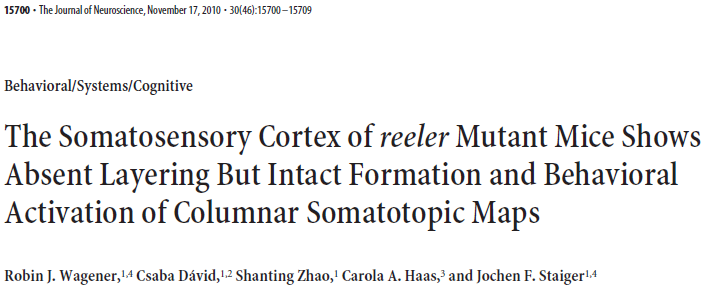 15700 • The Journal of Neuroscience, November 17, 2010 • 30(46):15700–15709
Behavioral/Systems/Cognitive
The Somatosensory Cortex of reeler Mutant Mice Shows
Absent Layering But Intact Formation and Behavioral
Activation of Columnar Somatotopic Maps
Robin J. Wagener,1,4 Csaba Dávid,1,2 Shanting Zhao,1 Carola A. Haas,3 and Jochen F. Staiger1,4